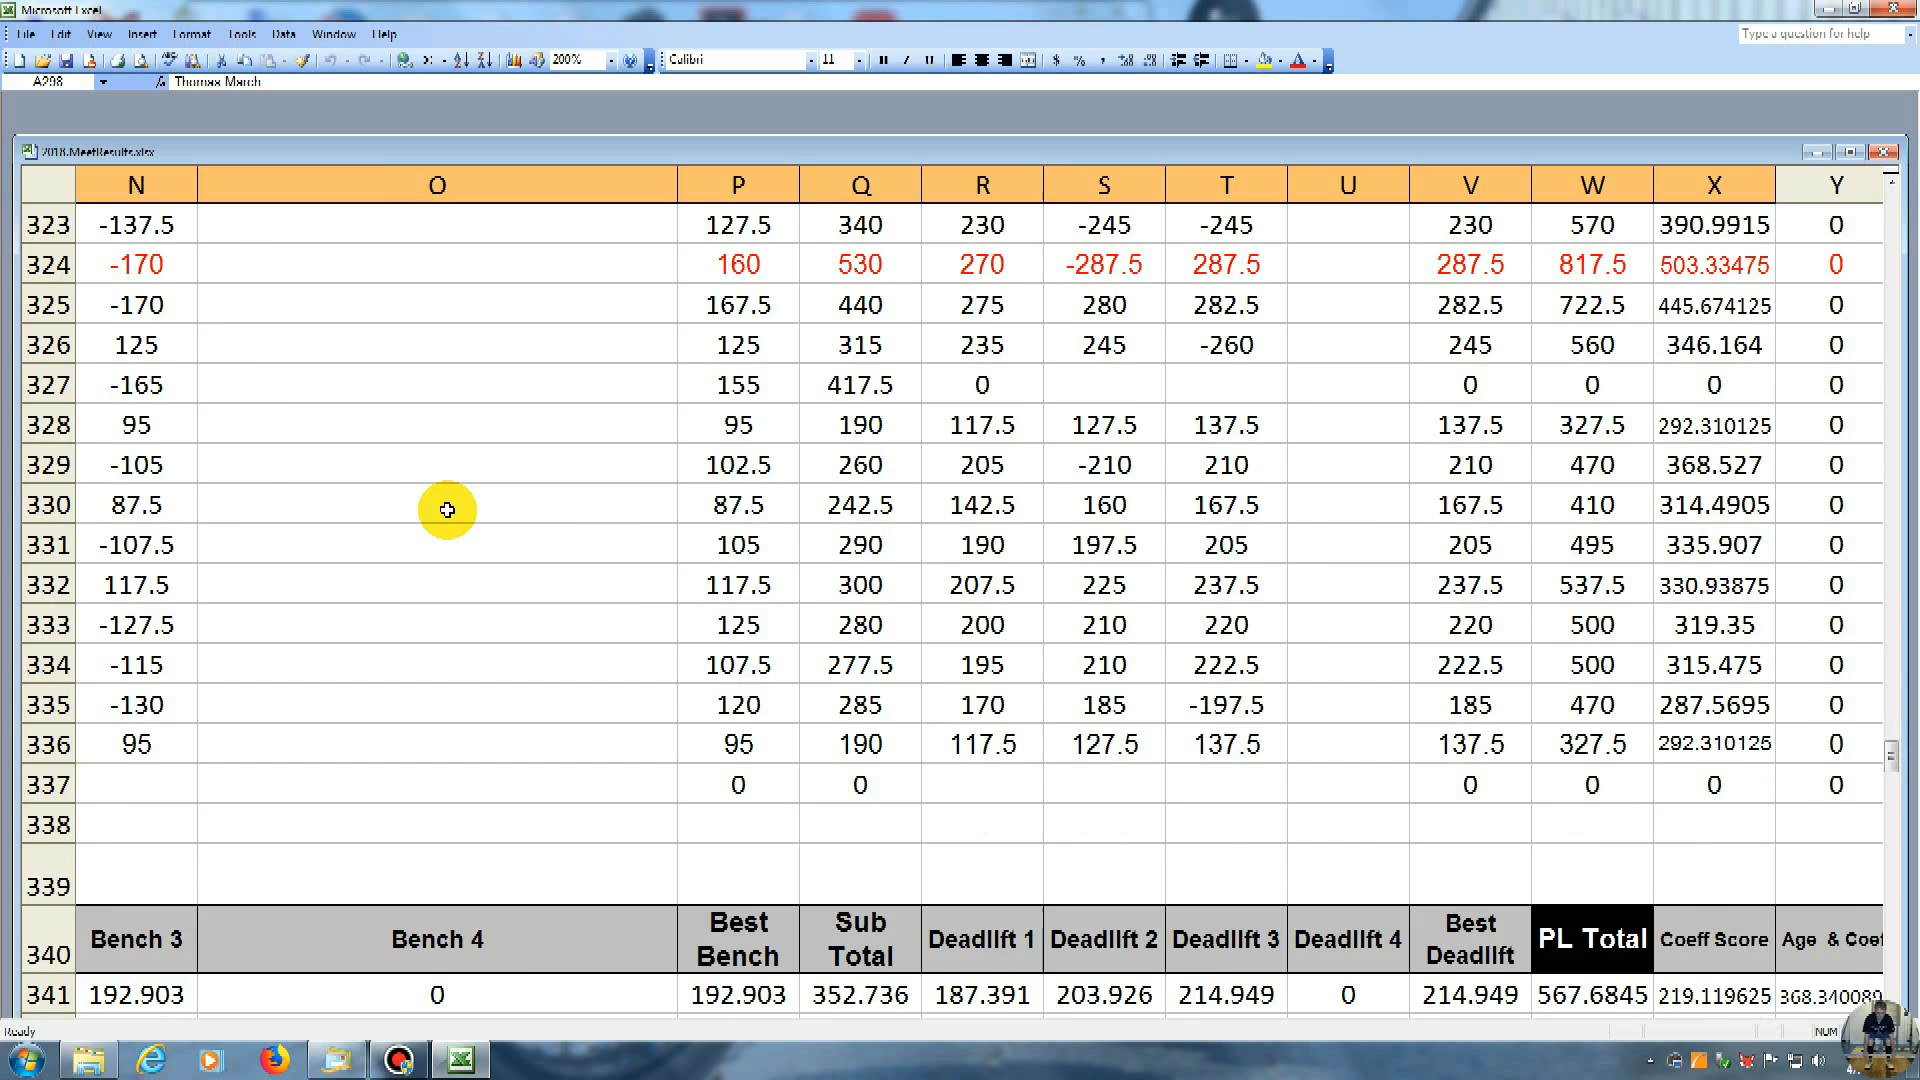 Microsoft Excel
File Edit View Insert Format Tools Data Window Help
Type a question for help
200% Calibri 11
A298 fx Thomas March
2018.MeetResults.xlsx
N O P Q R S T U V W X Y
323 -137.5 127.5 340 230 -245 -245 230 570 390.9915 0
324 -170 160 530 270 -287.5 287.5 287.5 817.5 503.33475 0
325 -170 167.5 440 275 280 282.5 282.5 722.5 445.674125 0
326 125 125 315 235 245 -260 245 560 346.164 0
327 -165 155 417.5 0 0 0 0 0
328 95 95 190 117.5 127.5 137.5 137.5 327.5 292.310125 0
329 -105 102.5 260 205 -210 210 210 470 368.527 0
330 87.5 87.5 242.5 142.5 160 167.5 167.5 410 314.4905 0
331 -107.5 105 290 190 197.5 205 205 495 335.907 0
332 117.5 117.5 300 207.5 225 237.5 237.5 537.5 330.93875 0
333 -127.5 125 280 200 210 220 220 500 319.35 0
334 -115 107.5 277.5 195 210 222.5 222.5 500 315.475 0
335 -130 120 285 170 185 -197.5 185 470 287.5695 0
336 95 95 190 117.5 127.5 137.5 137.5 327.5 292.310125 0
337 0 0 0 0 0 0
338
339
340 Bench 3 Bench 4 Best Bench Sub Total Deadlift 1 Deadlift 2 Deadlift 3 Deadlift 4 Best Deadlift PL Total Coeff Score Age & Coef
341 192.903 0 192.903 352.736 187.391 203.926 214.949 0 214.949 567.6845 219.119625 368.340089
Ready NUM